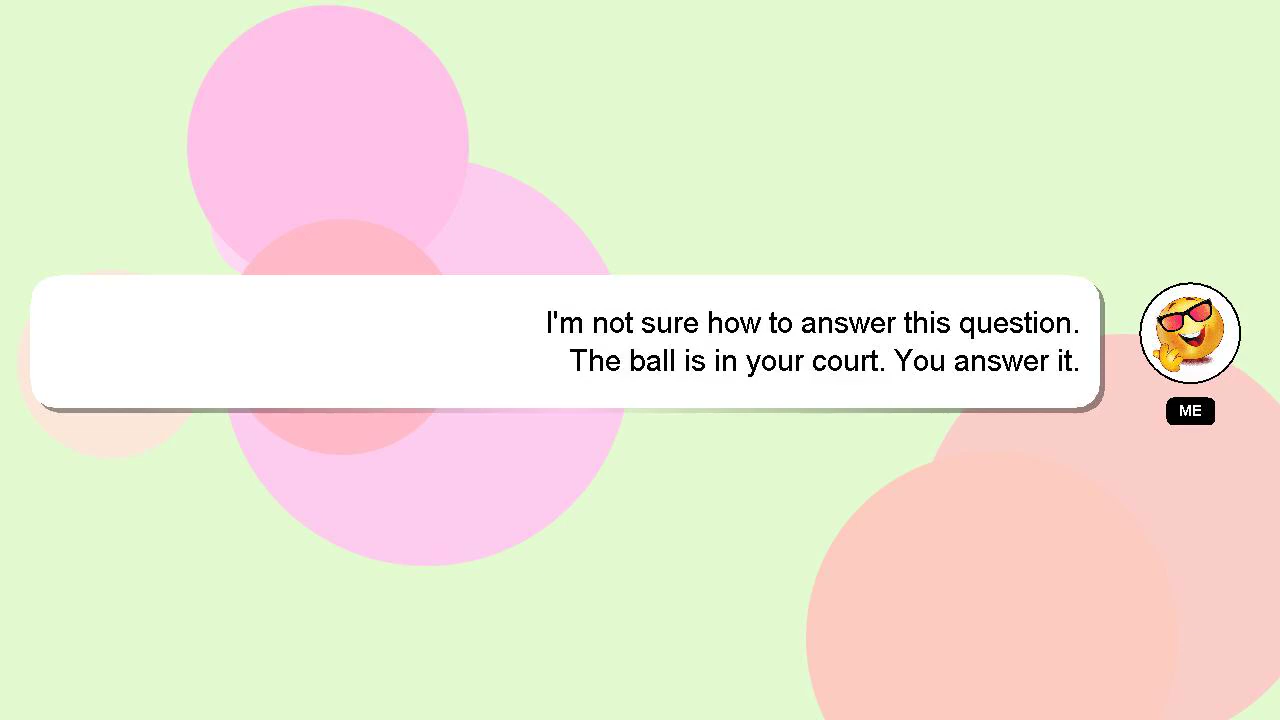 I'm not sure how to answer this question.
The ball is in your court. You answer it.
ME